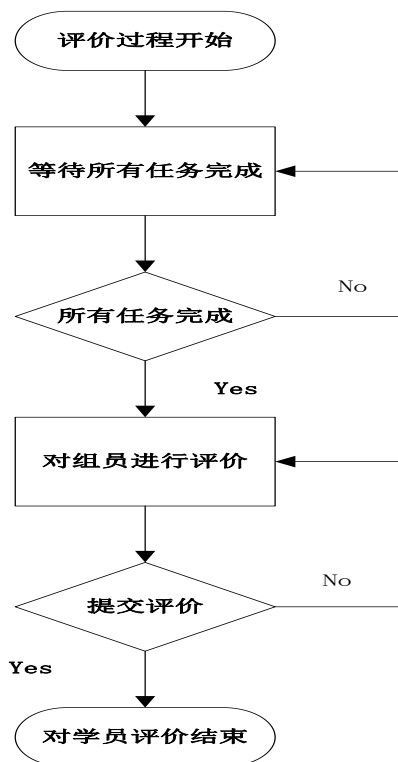 评价过程开始
等待所有任务完成
No
所有任务完成
Yes
对组员进行评价
No
提交评价
Yes
对学员评价结束